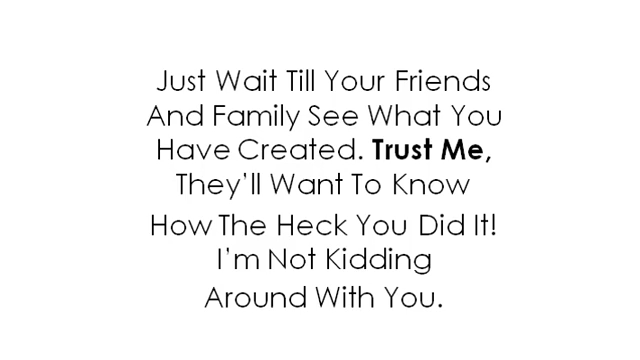 Just Wait Till Your Friends
And Family See What You
Have Created. Trust Me,
They’ll Want To Know
How The Heck You Did It!
I’m Not Kidding
Around With You.